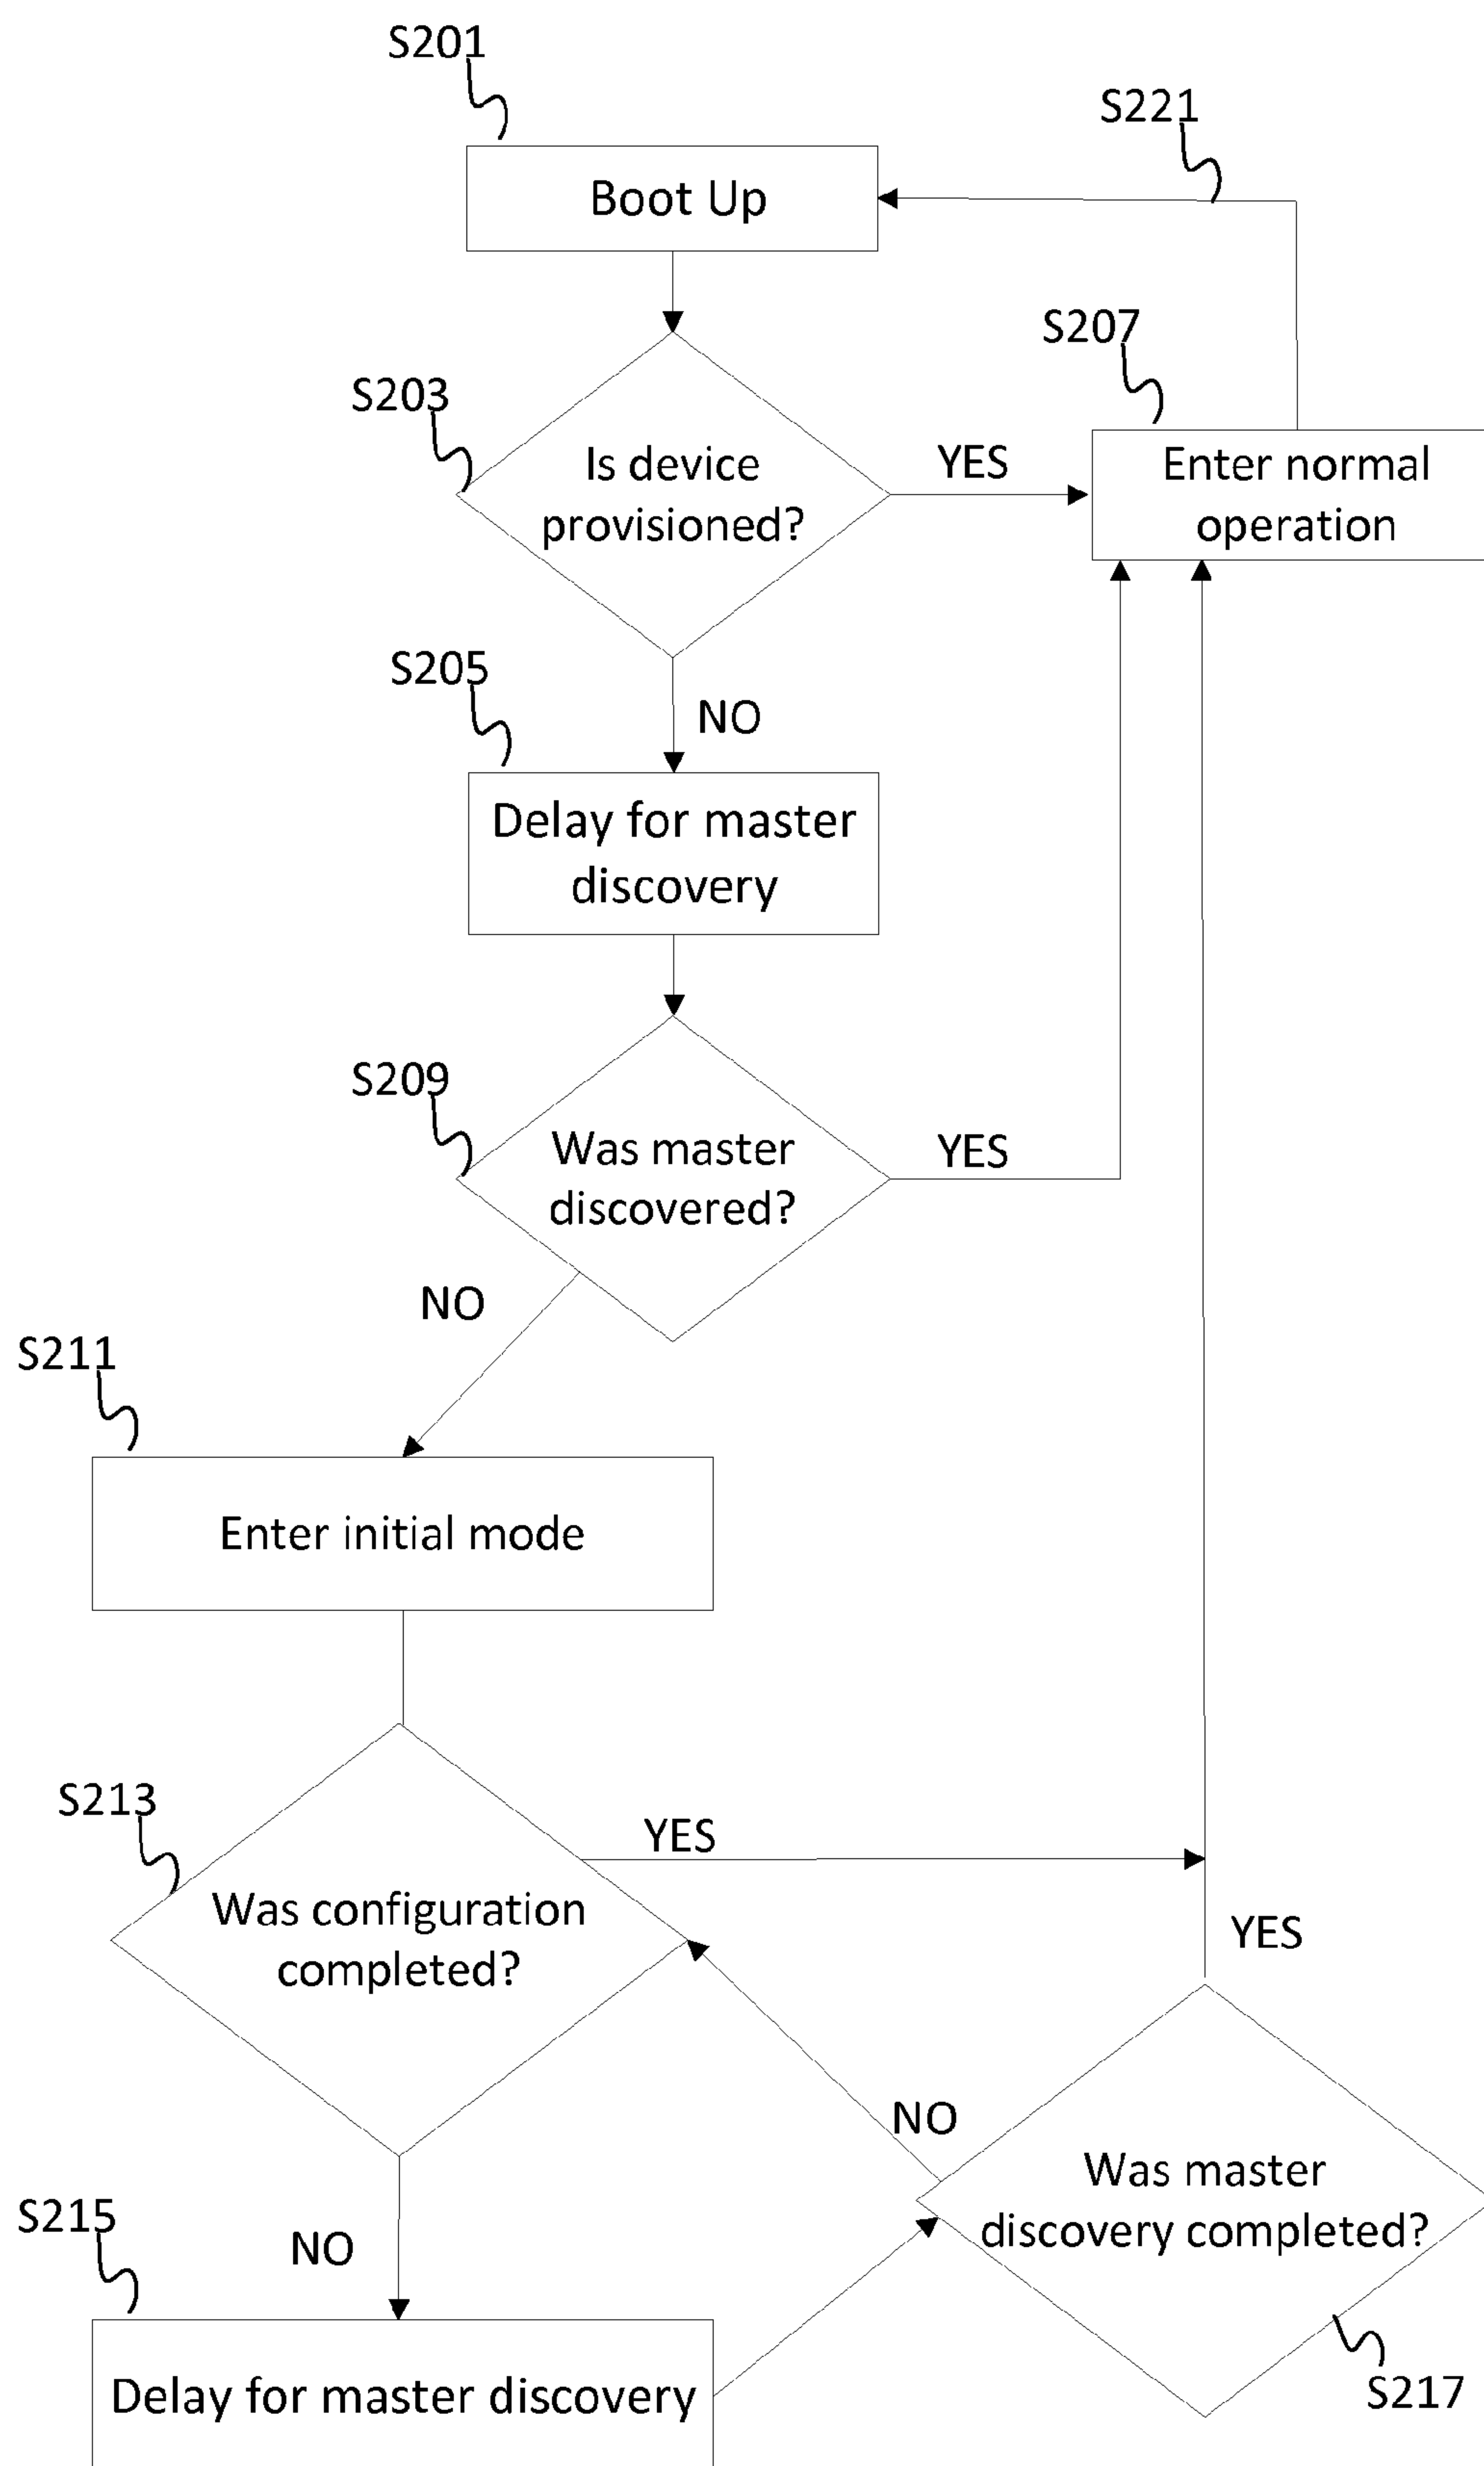 S201
S221
Boot Up
S207
S203
Is device
provisioned?
YES
Enter normal
operation
S205
NO
Delay for master
discovery
S209
Was master
discovered?
YES
NO
S211
Enter initial mode
S213
YES
Was configuration
completed?
YES
NO
Was master
discovery completed?
S215
NO
Delay for master discovery
S217